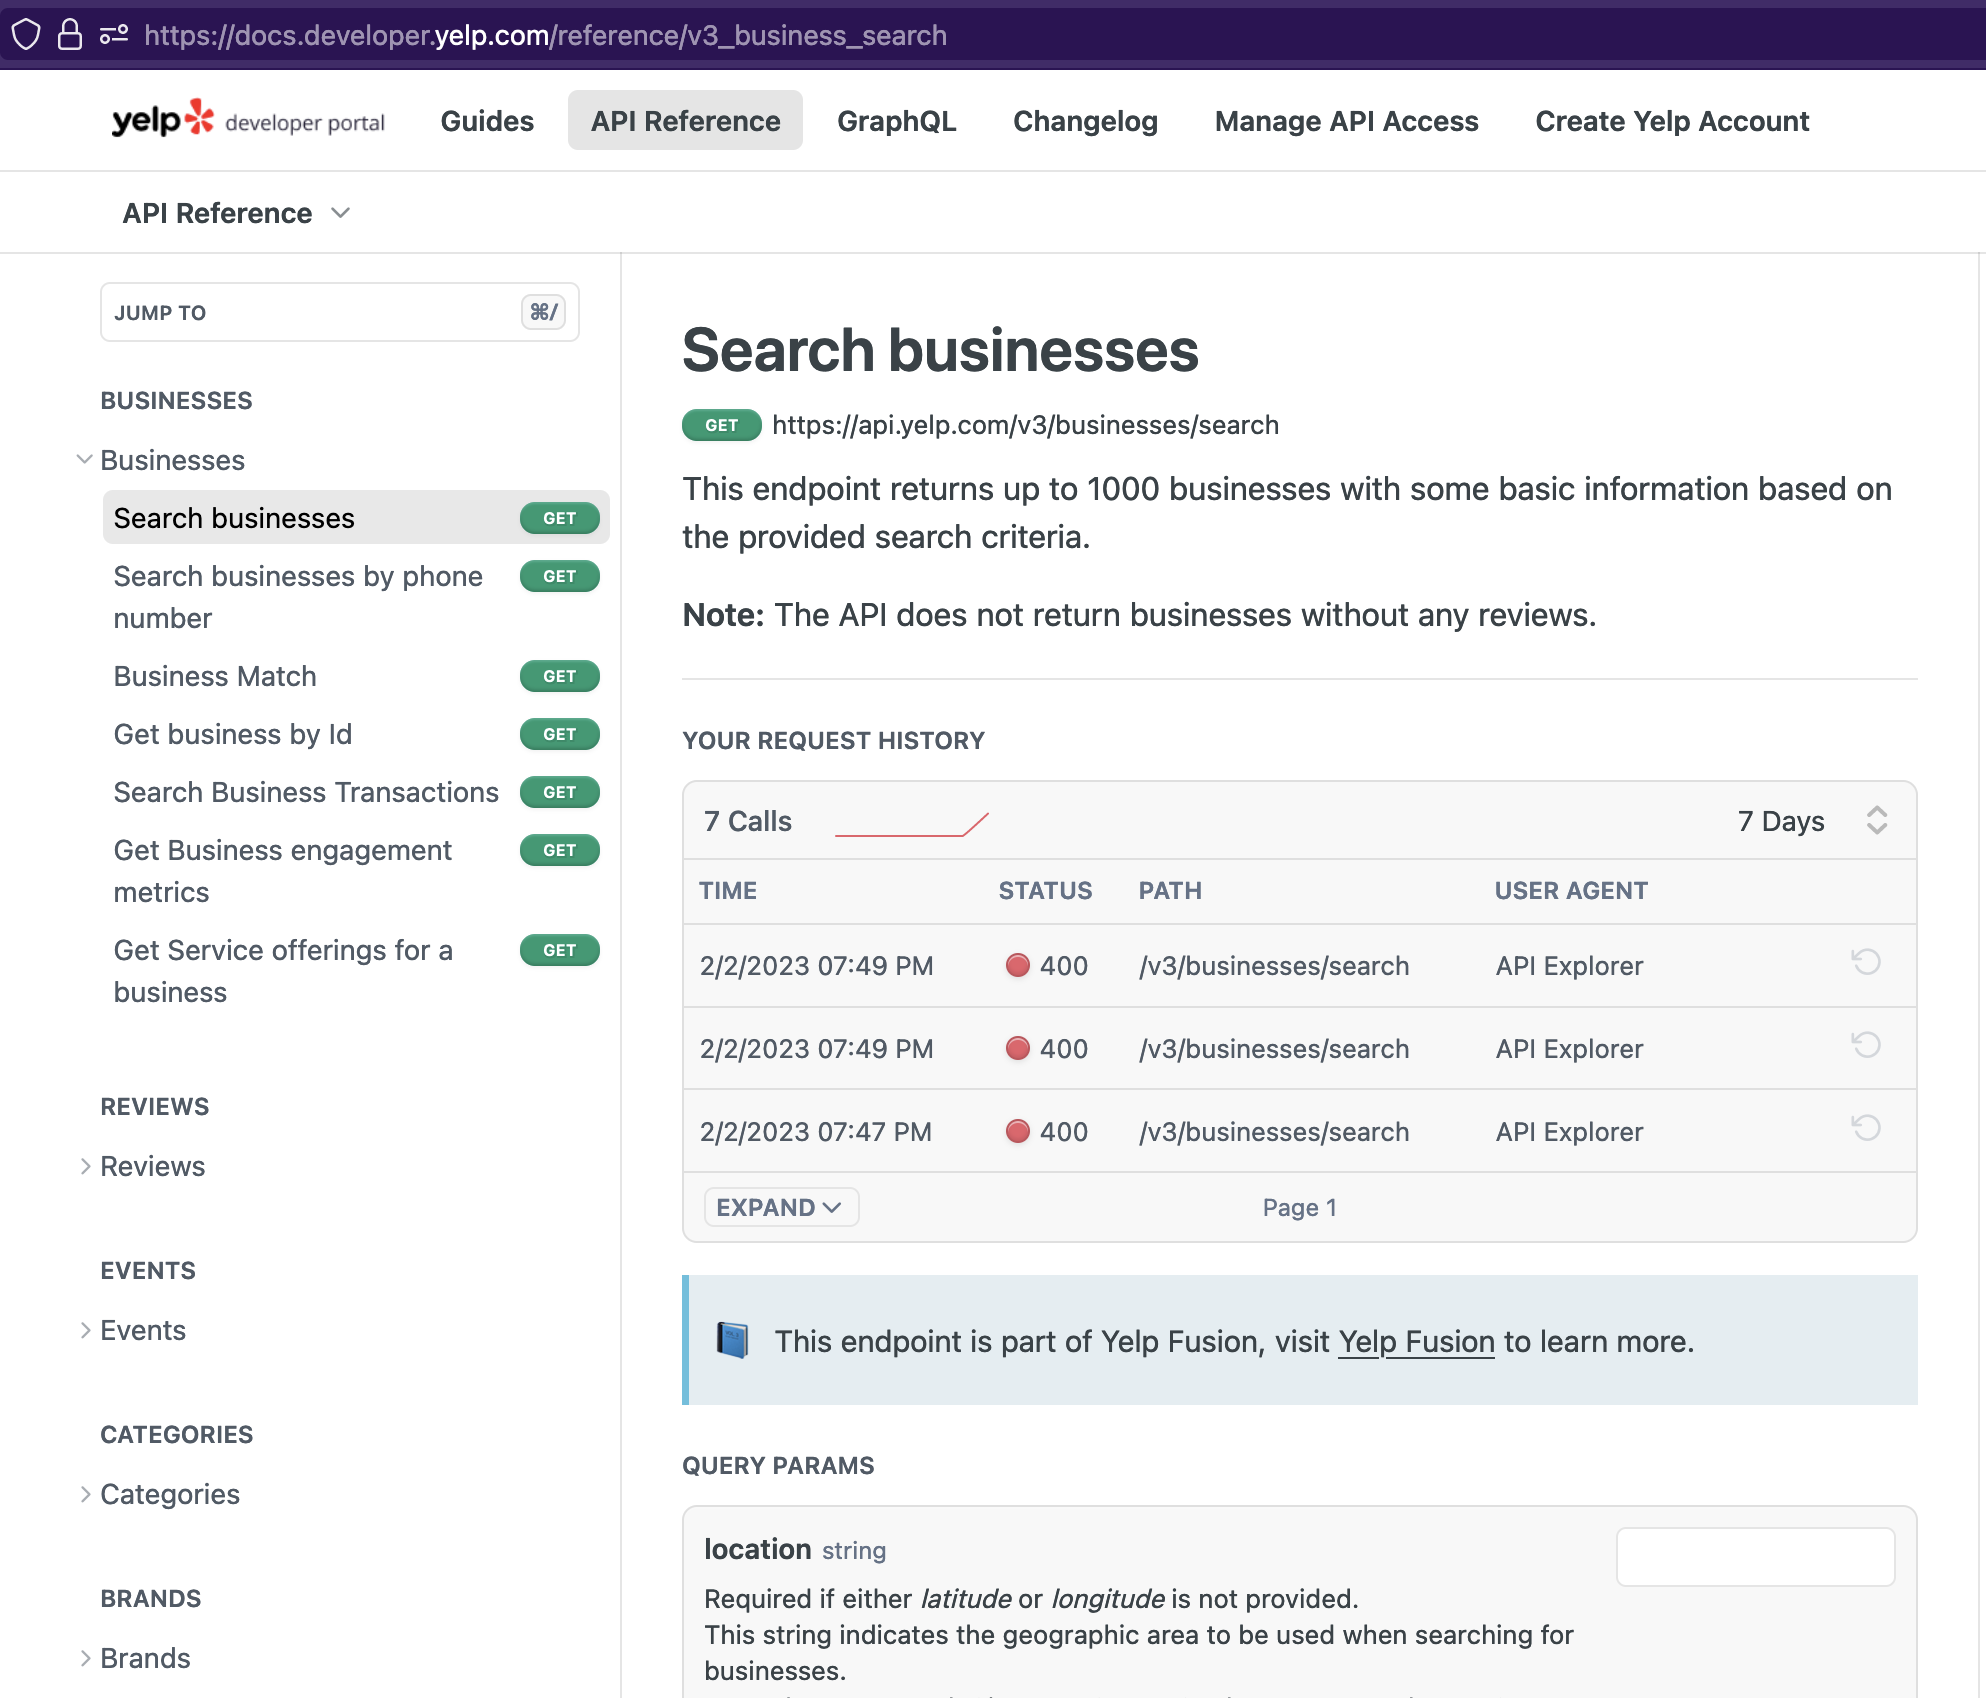 https://docs.developer.yelp.com/reference/v3_business_search
yelp developer portal
Guides
API Reference
GraphQL
Changelog
Manage API Access
Create Yelp Account
API Reference
JUMP TO
⌘/
BUSINESSES
Businesses
Search businesses GET
Search businesses by phone GET
number
Business Match GET
Get business by Id GET
Search Business Transactions GET
Get Business engagement GET
metrics
Get Service offerings for a GET
business
REVIEWS
Reviews
EVENTS
Events
CATEGORIES
Categories
BRANDS
Brands
Search businesses
GET https://api.yelp.com/v3/businesses/search
This endpoint returns up to 1000 businesses with some basic information based on
the provided search criteria.
Note: The API does not return businesses without any reviews.
YOUR REQUEST HISTORY
7 Calls 7 Days
TIME STATUS PATH USER AGENT
2/2/2023 07:49 PM 400 /v3/businesses/search API Explorer
2/2/2023 07:49 PM 400 /v3/businesses/search API Explorer
2/2/2023 07:47 PM 400 /v3/businesses/search API Explorer
EXPAND Page 1
This endpoint is part of Yelp Fusion, visit Yelp Fusion to learn more.
QUERY PARAMS
location string
Required if either latitude or longitude is not provided.
This string indicates the geographic area to be used when searching for
businesses.